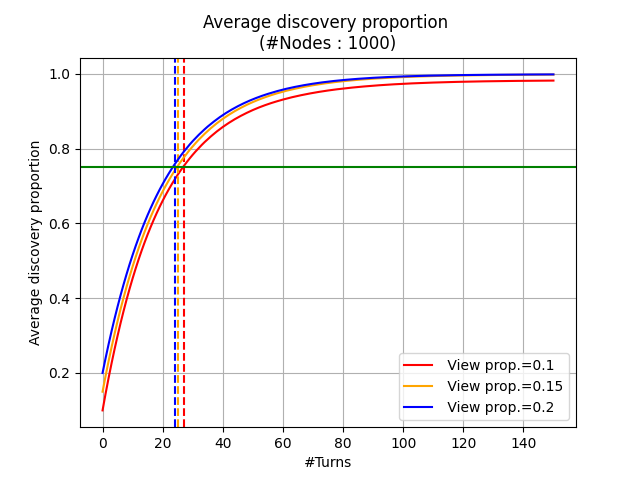 Average discovery proportion
(#Nodes : 1000)
Average discovery proportion
1.0
0.8
0.6
0.4
0.2
0 20 40 60 80 100 120 140
#Turns
View prop.=0.1
View prop.=0.15
View prop.=0.2